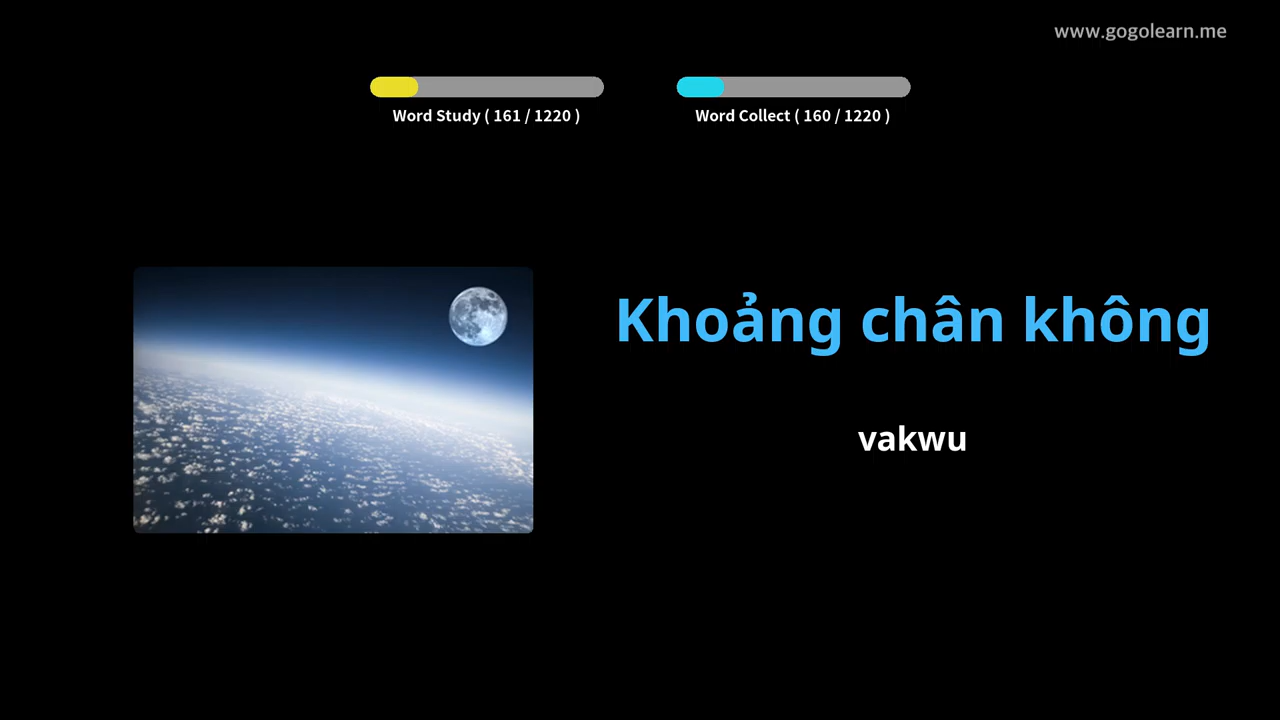 www.gogolearn.me
Word Study ( 161 / 1220 )
Word Collect ( 160 / 1220 )
Khoảng chân không
vakwu